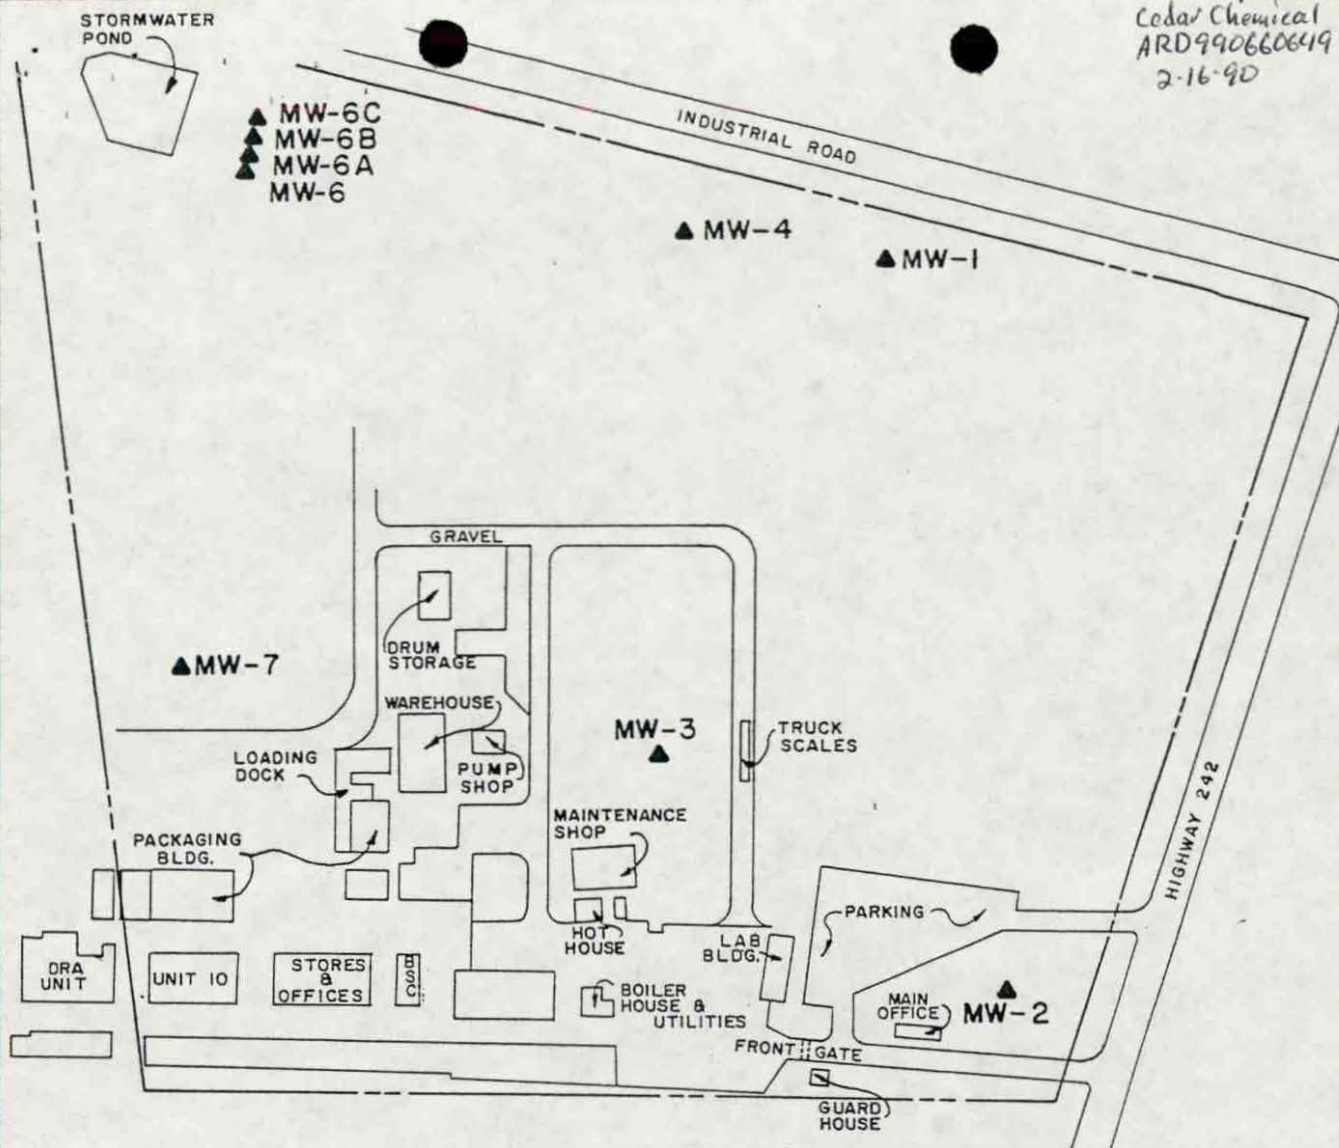 Cedar Chemical
ARD990660649
2-16-90
STORMWATER
POND
MW-6C
MW-6B
MW-6A
MW-6
INDUSTRIAL ROAD
MW-4
MW-1
GRAVEL
DRUM
STORAGE
MW-7
WAREHOUSE
MW-3
TRUCK
SCALES
LOADING
DOCK
PUMP
SHOP
HIGHWAY 242
MAINTENANCE
SHOP
PACKAGING
BLDG.
PARKING
HOT
HOUSE
LAB
BLDG.
DRA
UNIT
UNIT 10
STORES
&
OFFICES
BSC
BOILER
HOUSE &
UTILITIES
MAIN
OFFICE
MW-2
FRONT GATE
GUARD
HOUSE